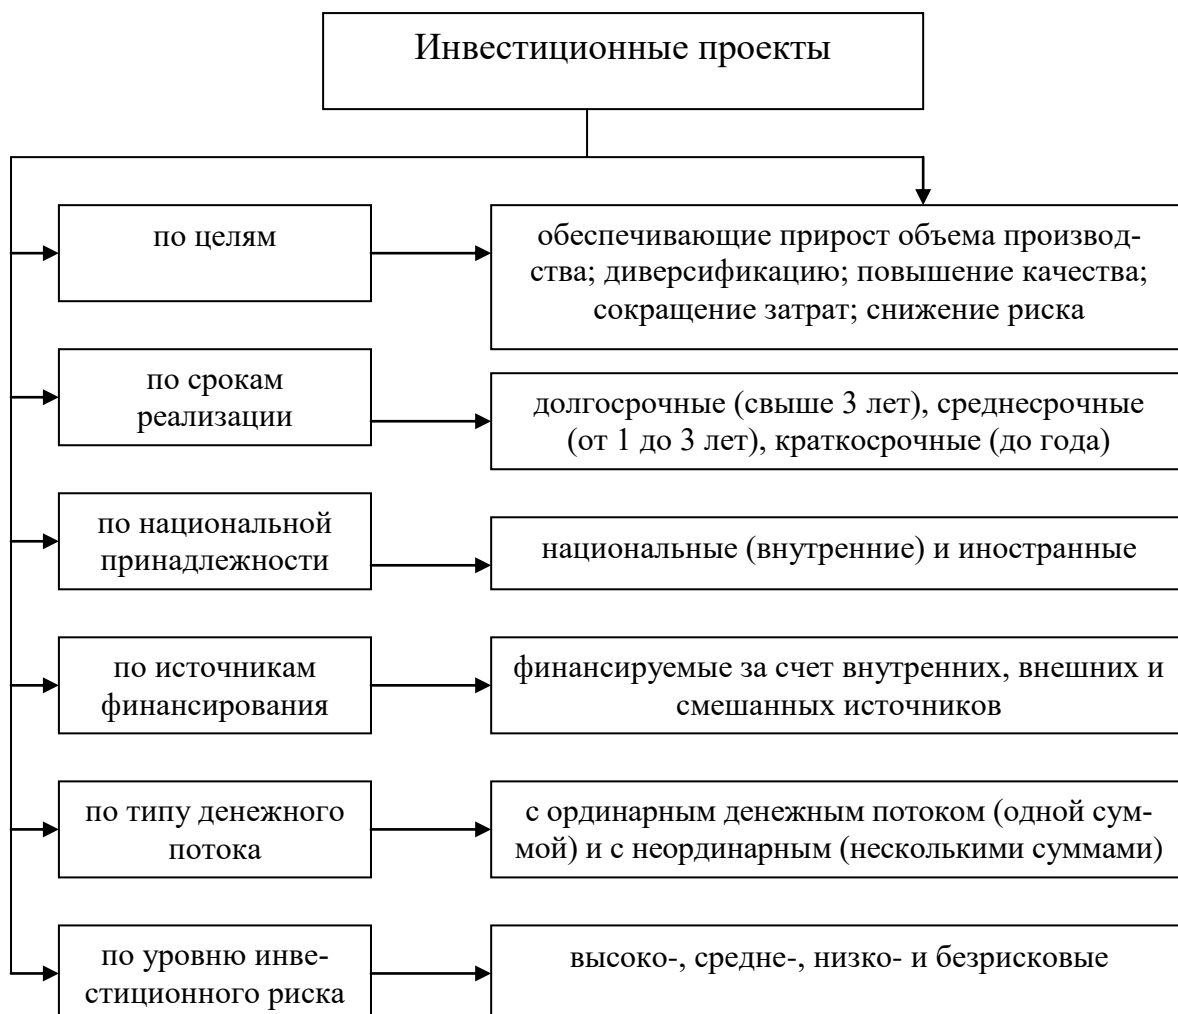 Инвестиционные проекты
по целям
обеспечивающие прирост объема производ-
ства; диверсификацию; повышение качества;
сокращение затрат; снижение риска
по срокам
реализации
долгосрочные (свыше 3 лет), среднесрочные
(от 1 до 3 лет), краткосрочные (до года)
по национальной
принадлежности
национальные (внутренние) и иностранные
по источникам
финансирования
финансируемые за счет внутренних, внешних и
смешанных источников
по типу денежного
потока
с ординарным денежным потоком (одной сум-
мой) и с неординарным (несколькими суммами)
по уровню инве-
стиционного риска
высоко-, средне-, низко- и безрисковые